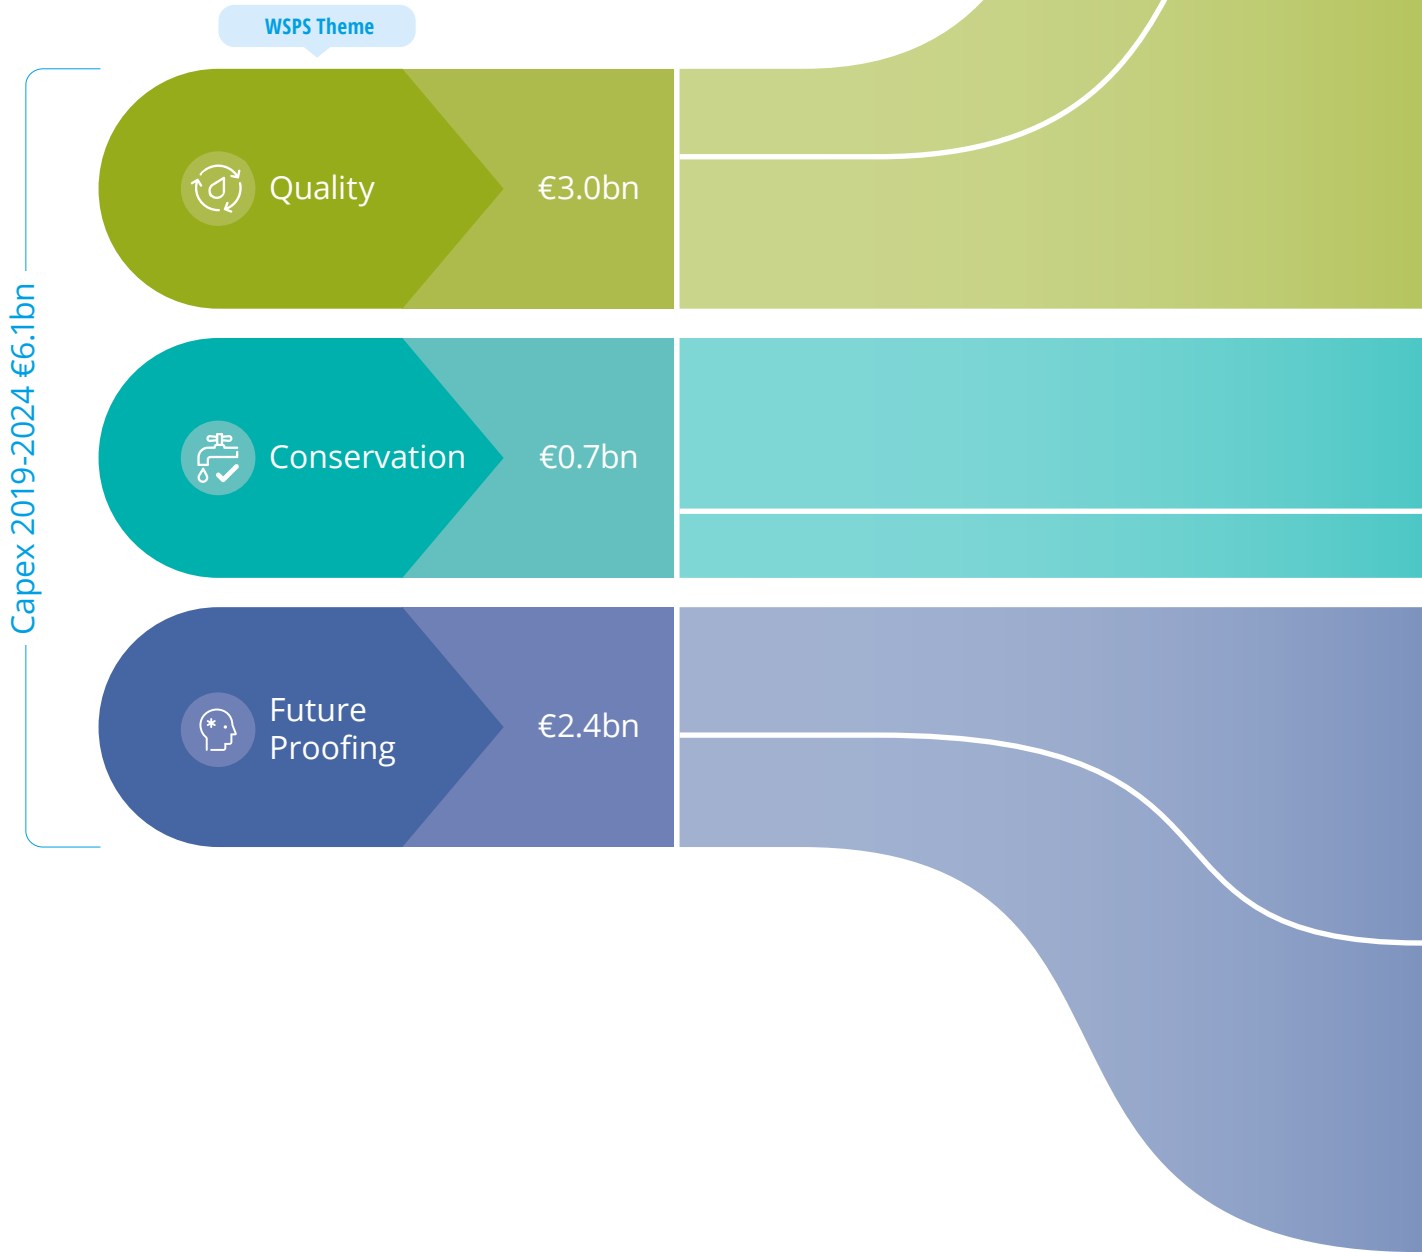 WSPS Theme
Capex 2019-2024 €6.1bn
Quality
€3.0bn
Conservation
€0.7bn
Future
Proofing
€2.4bn